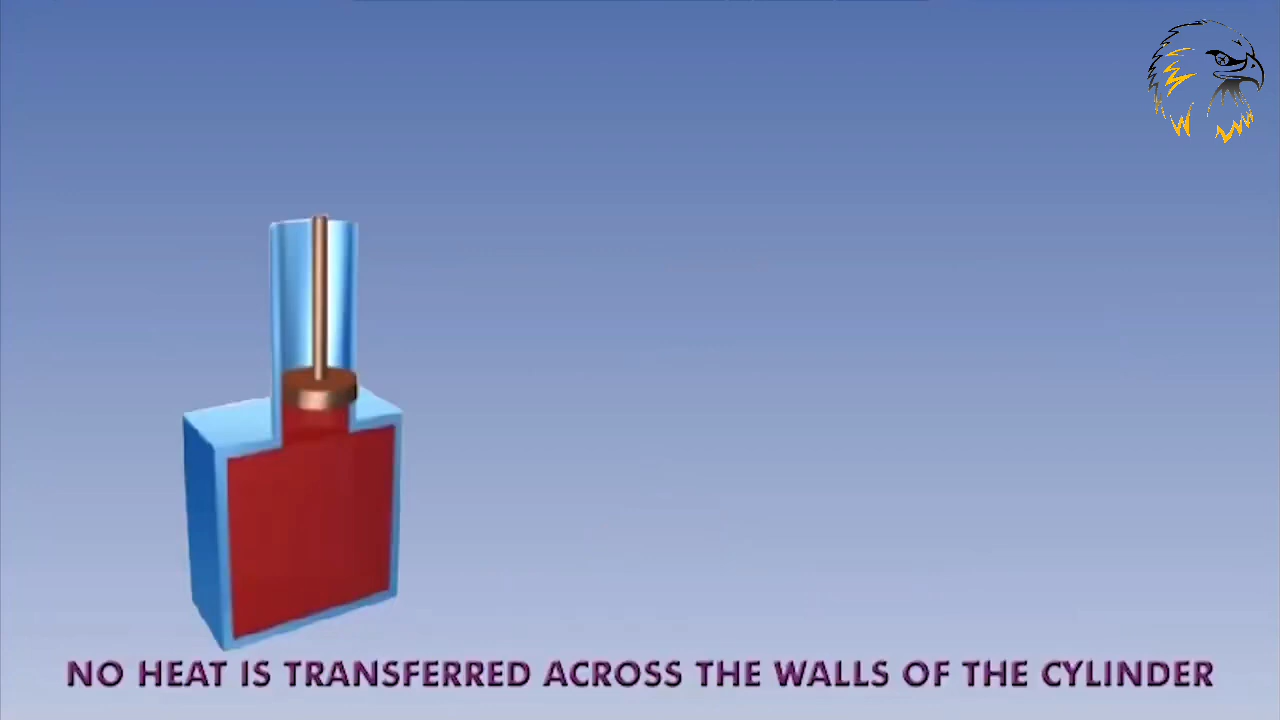 NO HEAT IS TRANSFERRED ACROSS THE WALLS OF THE CYLINDER